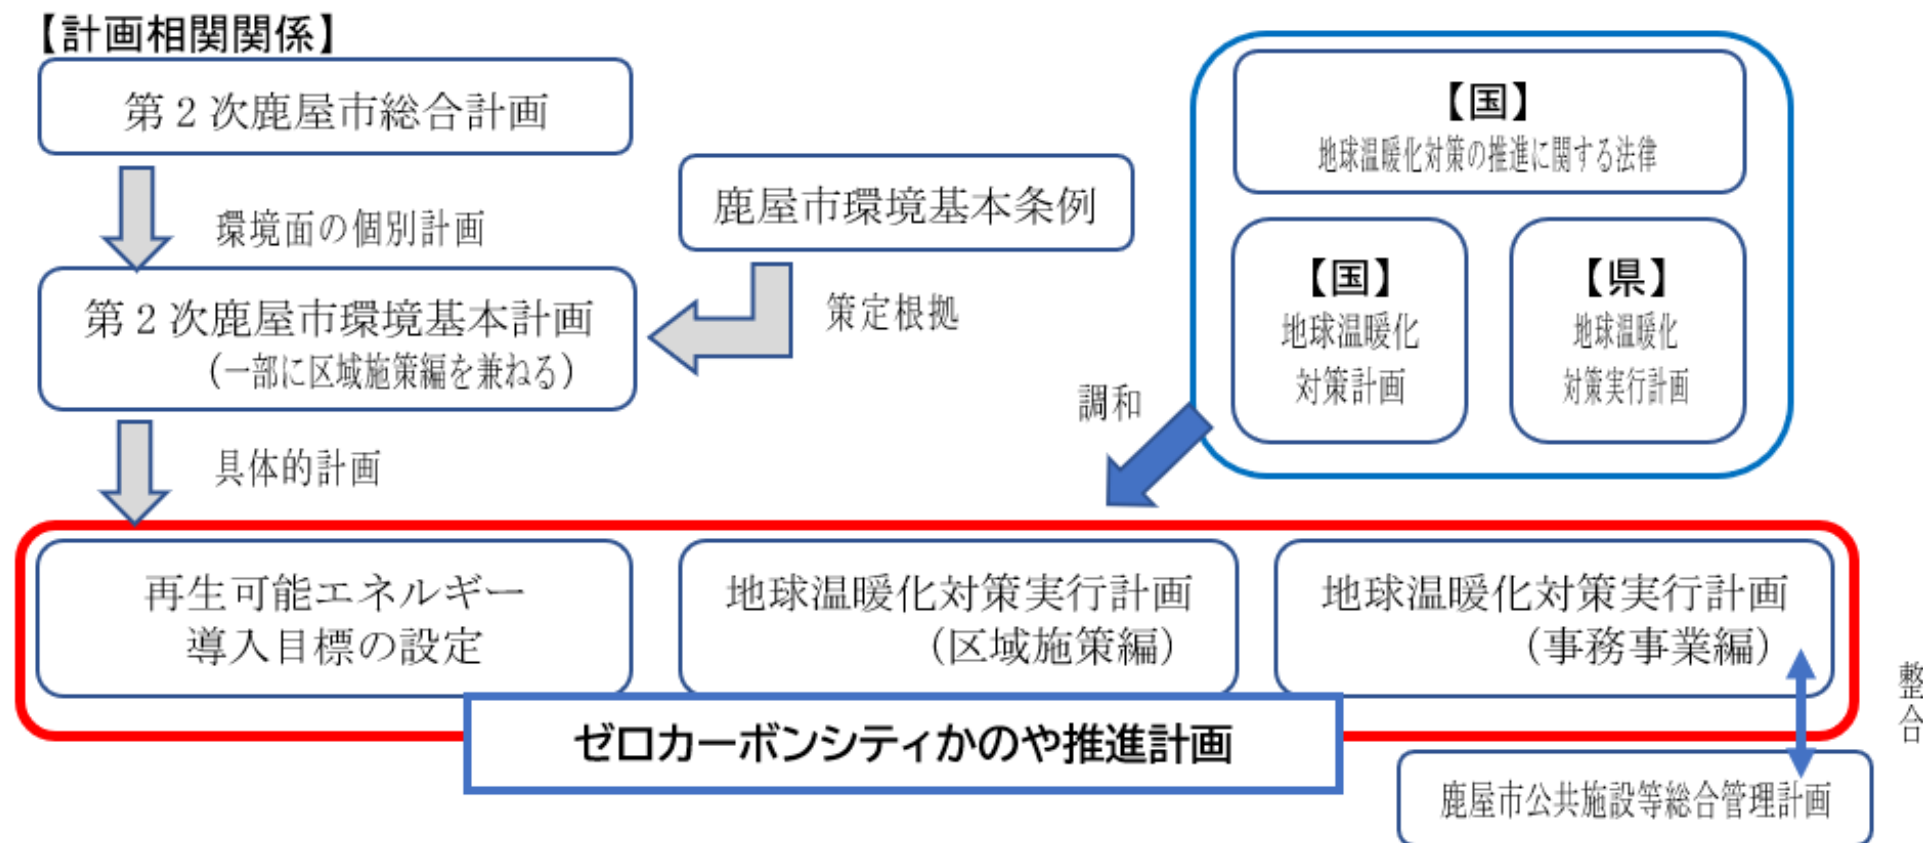 【計画相関関係】
第2次鹿屋市総合計画
環境面の個別計画
鹿屋市環境基本条例
策定根拠
第2次鹿屋市環境基本計画
（一部に区域施策編を兼ねる）
具体的計画
【国】
地球温暖化対策の推進に関する法律
【国】
地球温暖化
対策計画
【県】
地球温暖化
対策実行計画
調和
再生可能エネルギー
導入目標の設定
地球温暖化対策実行計画
（区域施策編）
地球温暖化対策実行計画
（事務事業編）
ゼロカーボンシティかのや推進計画
整合
鹿屋市公共施設等総合管理計画